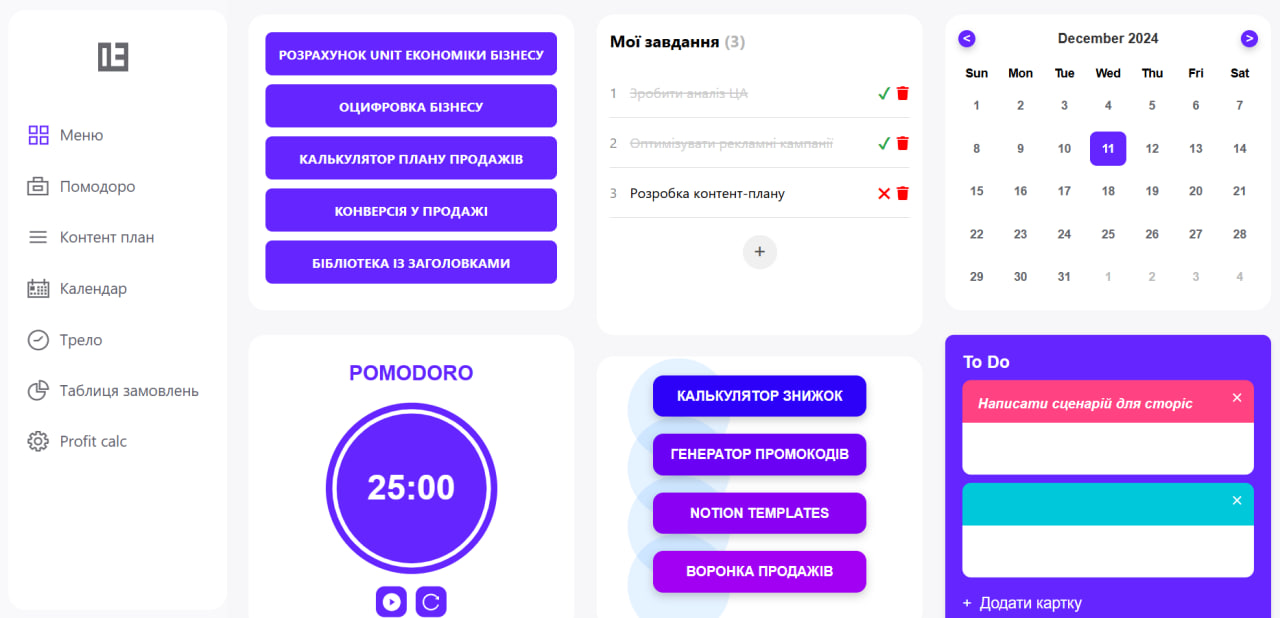 Меню
Помодоро
Контент план
Календар
Трело
Таблиця замовлень
Profit calc
РОЗРАХУНОК UNIT ЕКОНОМІКИ БІЗНЕСУ
ОЦИФРОВКА БІЗНЕСУ
КАЛЬКУЛЯТОР ПЛАНУ ПРОДАЖІВ
КОНВЕРСІЯ У ПРОДАЖІ
БІБЛІОТЕКА ІЗ ЗАГОЛОВКАМИ
Мої завдання (3)
1 Зробити аналіз ЦА
2 Оптимізувати рекламні кампанії
3 Розробка контент-плану
+
< December 2024 >
Sun Mon Tue Wed Thu Fri Sat
1 2 3 4 5 6 7
8 9 10 11 12 13 14
15 16 17 18 19 20 21
22 23 24 25 26 27 28
29 30 31 1 2 3 4
POMODORO
25:00
КАЛЬКУЛЯТОР ЗНИЖОК
ГЕНЕРАТОР ПРОМОКОДІВ
NOTION TEMPLATES
ВОРОНКА ПРОДАЖІВ
To Do
Написати сценарій для сторіс
+ Додати картку